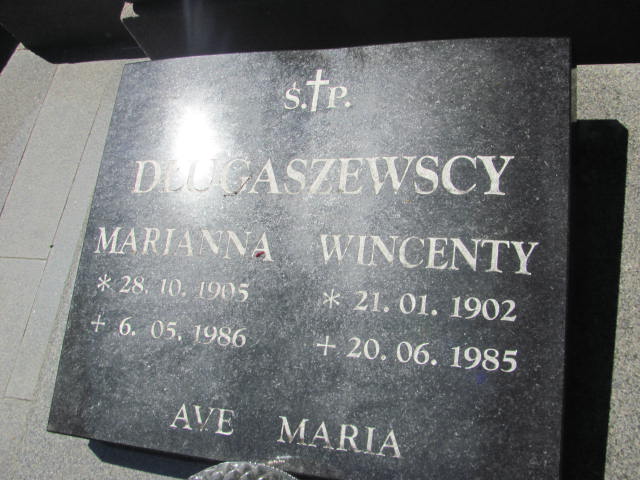 Ś.†P.
DŁUGASZEWSCY
MARIANNA WINCENTY
* 28. 10. 1905 * 21. 01. 1902
+ 6. 05. 1986 + 20. 06. 1985
AVE MARIA